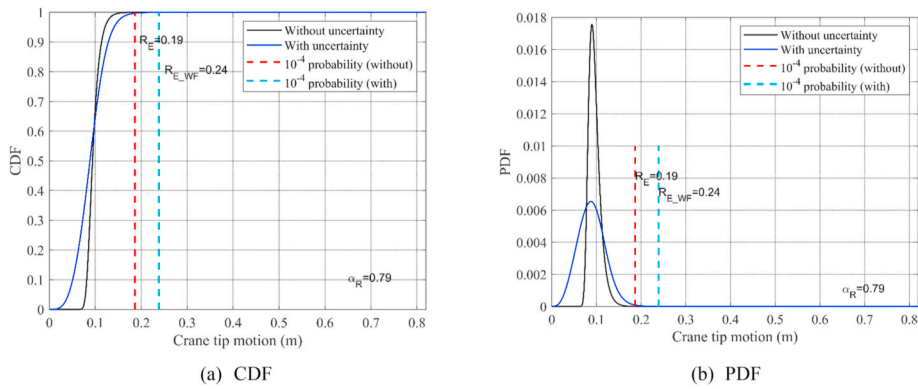 (a)
1
0.9
0.8
0.7
0.6
0.5
0.4
0.3
0.2
0.1
0
CDF
Without uncertainty
With uncertainty
10⁻⁴ probability (without)
10⁻⁴ probability (with)
R_E=0.19
R_E_WF=0.24
α_R=0.79
0 0.1 0.2 0.3 0.4 0.5 0.6 0.7 0.8
Crane tip motion (m)
(a) CDF
(b)
0.018
0.016
0.014
0.012
0.01
0.008
0.006
0.004
0.002
0
PDF
Without uncertainty
With uncertainty
10⁻⁴ probability (without)
10⁻⁴ probability (with)
R_E=0.19
R_E_WF=0.24
α_R=0.79
0 0.1 0.2 0.3 0.4 0.5 0.6 0.7 0.8
Crane tip motion (m)
(b) PDF